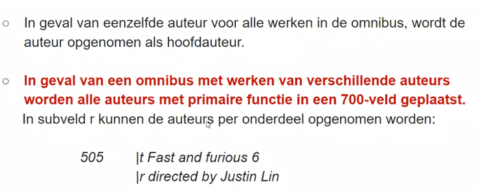 ○ In geval van eenzelfde auteur voor alle werken in de omnibus, wordt de
auteur opgenomen als hoofdauteur.
○ In geval van een omnibus met werken van verschillende auteurs
worden alle auteurs met primaire functie in een 700-veld geplaatst.
In subveld r kunnen de auteurs per onderdeel opgenomen worden:
505 |t Fast and furious 6
|r directed by Justin Lin